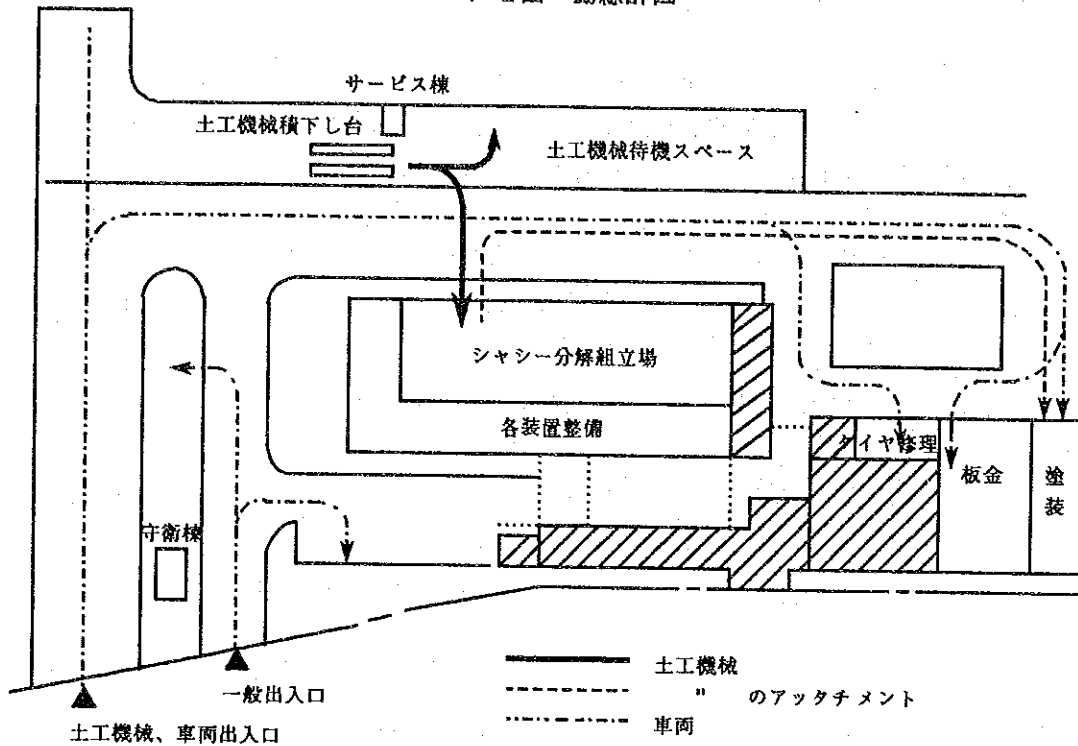 サービス棟
土工機械積下し台
土工機械待機スペース
シャシー分解組立場
各装置整備
タイヤ修理
板金
塗装
守衛棟
一般出入口
土工機械、車両出入口
土工機械
" のアッタチメント
車両